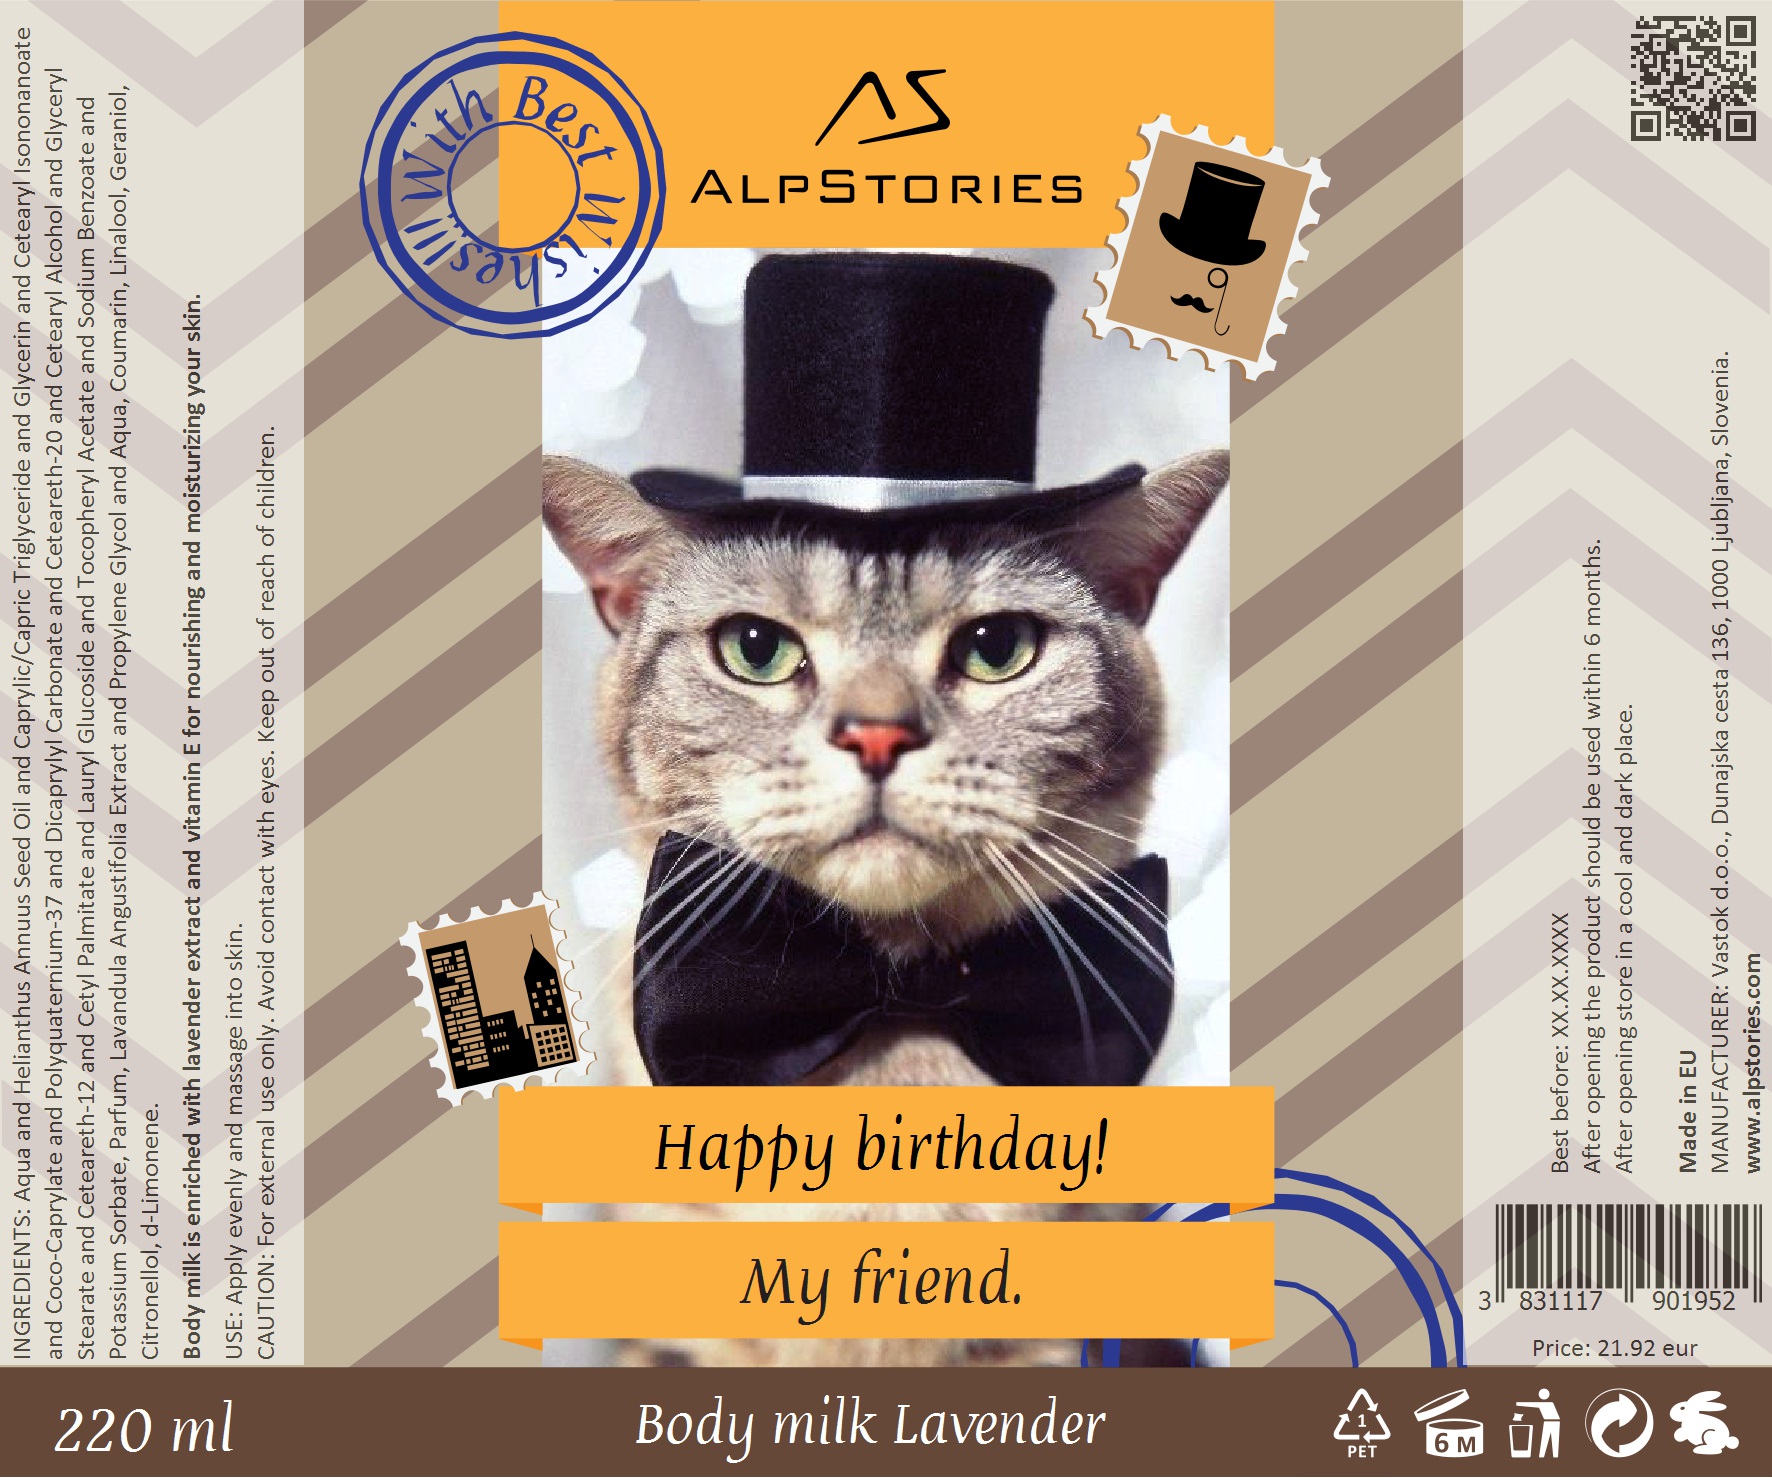 INGREDIENTS: Aqua and Helianthus Annuus Seed Oil and Caprylic/Capric Triglyceride and Glycerin and Cetearyl Isononanoate
and Coco-Caprylate and Polyquaternium-37 and Dicaprylyl Carbonate and Ceteareth-20 and Cetearyl Alcohol and Glyceryl
Stearate and Ceteareth-12 and Cetyl Palmitate and Lauryl Glucoside and Tocopheryl Acetate and Sodium Benzoate and
Potassium Sorbate, Parfum, Lavandula Angustifolia Extract and Propylene Glycol and Aqua, Coumarin, Linalool, Geraniol,
Citronellol, d-Limonene.
Body milk is enriched with lavender extract and vitamin E for nourishing and moisturizing your skin.
USE: Apply evenly and massage into skin.
CAUTION: For external use only. Avoid contact with eyes. Keep out of reach of children.
With Best Wishes
AS
ALPSTORIES
Happy birthday!
My friend.
Best before: XX.XX.XXXX
After opening the product should be used within 6 months.
After opening store in a cool and dark place.
Made in EU
MANUFACTURER: Vastok d.o.o., Dunajska cesta 136, 1000 Ljubljana, Slovenia.
www.alpstories.com
3 831117 901952
Price: 21.92 eur
220 ml
Body milk Lavender
1
PET
6 M